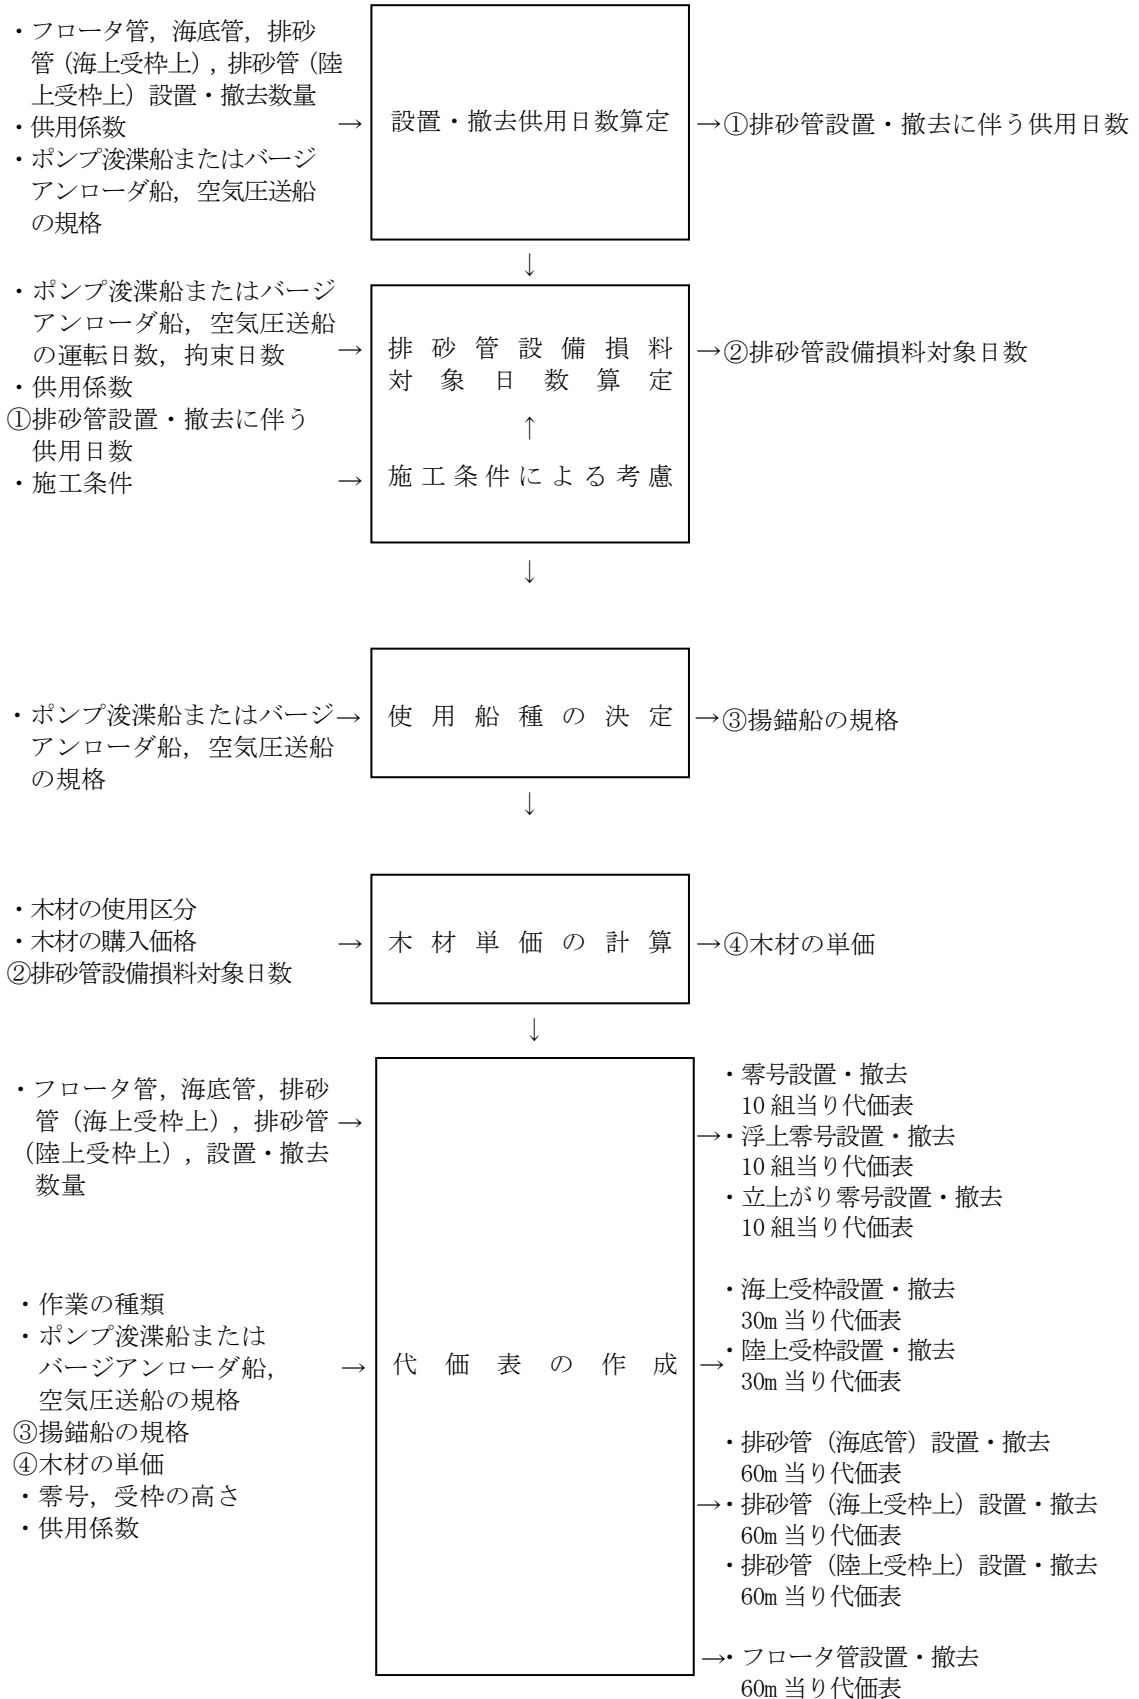 ・フロータ管，海底管，排砂
管（海上受枠上），排砂管（陸
上受枠上）設置・撤去数量
・供用係数
・ポンプ浚渫船またはバージ
アンローダ船，空気圧送船
の規格
→
設置・撤去供用日数算定
→①排砂管設置・撤去に伴う供用日数
↓
・ポンプ浚渫船またはバージ
アンローダ船，空気圧送船
の運転日数，拘束日数
・供用係数
①排砂管設置・撤去に伴う
供用日数
・施工条件
→
→
排砂管設備損料
対象日数算定
↑
施工条件による考慮
→②排砂管設備損料対象日数
↓
・ポンプ浚渫船またはバージ→
アンローダ船，空気圧送船
の規格
使用船種の決定
→③揚錨船の規格
↓
・木材の使用区分
・木材の購入価格
②排砂管設備損料対象日数
→
木材単価の計算
→④木材の単価
↓
・フロータ管，海底管，排砂
管（海上受枠上），排砂管→
（陸上受枠上），設置・撤去
数量
・作業の種類
・ポンプ浚渫船または
バージアンローダ船，
空気圧送船の規格
③揚錨船の規格
④木材の単価
・零号，受枠の高さ
・供用係数
→
代価表の作成
・零号設置・撤去
10組当り代価表
→・浮上零号設置・撤去
10組当り代価表
・立上がり零号設置・撤去
10組当り代価表
・海上受枠設置・撤去
30m当り代価表
→・陸上受枠設置・撤去
30m当り代価表
・排砂管（海底管）設置・撤去
60m当り代価表
→・排砂管（海上受枠上）設置・撤去
60m当り代価表
・排砂管（陸上受枠上）設置・撤去
60m当り代価表
→・フロータ管設置・撤去
60m当り代価表